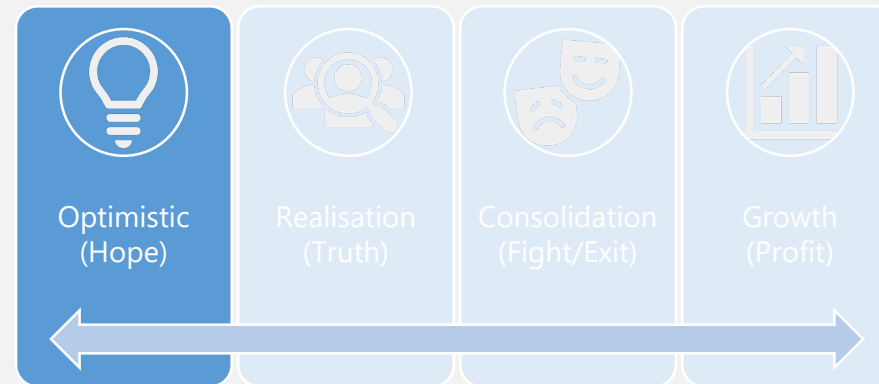 Optimistic
(Hope)
Realisation
(Truth)
Consolidation
(Fight/Exit)
Growth
(Profit)